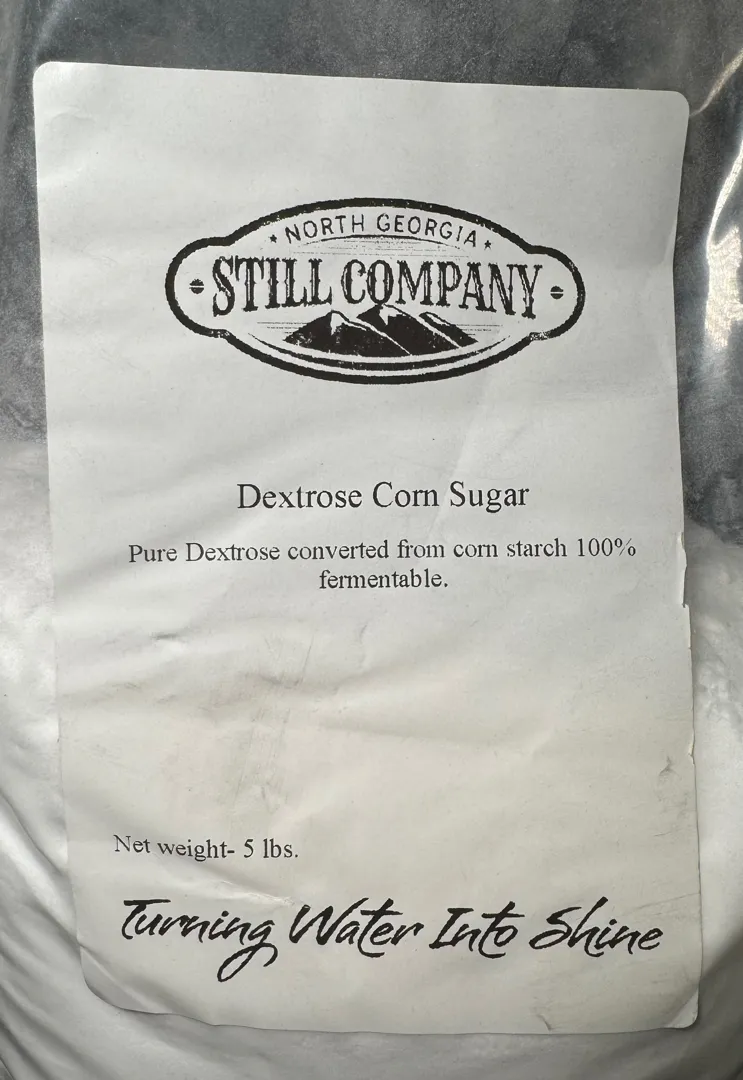 NORTH GEORGIA
STILL COMPANY
Dextrose Corn Sugar
Pure Dextrose converted from corn starch 100%
fermentable.
Net weight- 5 lbs.
Turning Water Into Shine